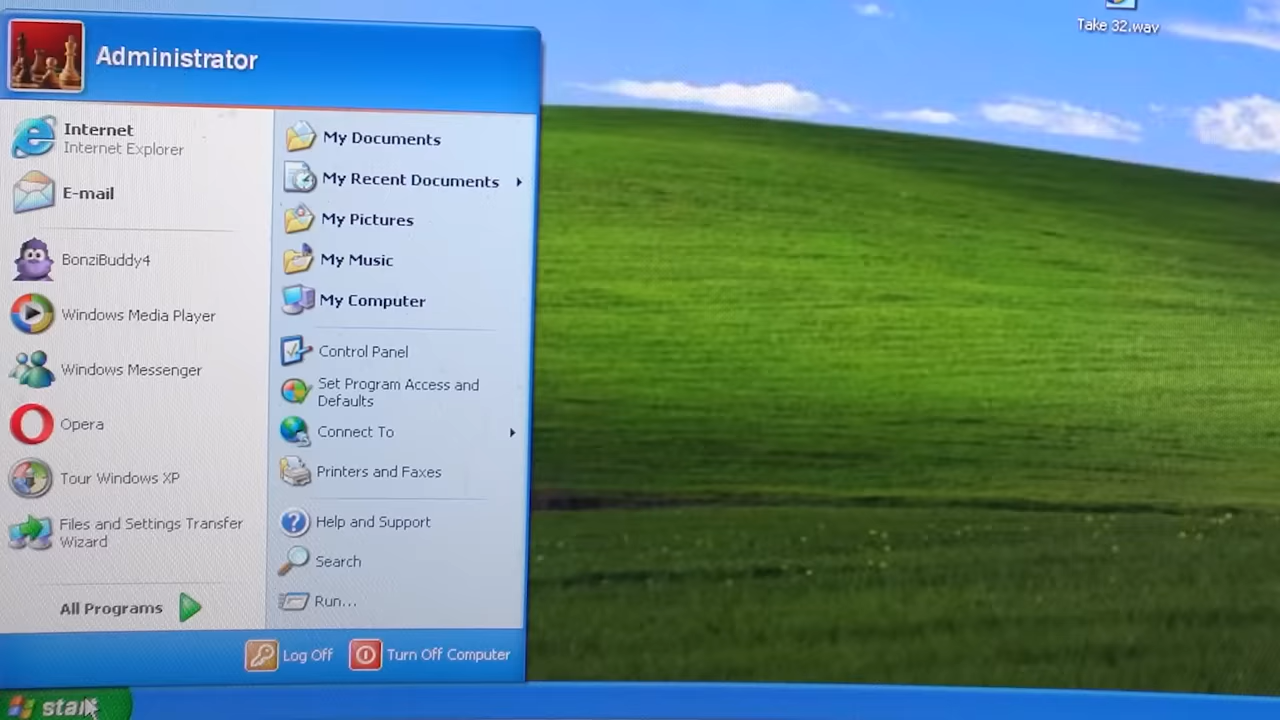 Take 32.wav
Administrator
Internet
Internet Explorer
E-mail
BonziBuddy4
Windows Media Player
Windows Messenger
Opera
Tour Windows XP
Files and Settings Transfer
Wizard
All Programs
My Documents
My Recent Documents
My Pictures
My Music
My Computer
Control Panel
Set Program Access and
Defaults
Connect To
Printers and Faxes
Help and Support
Search
Run...
Log Off
Turn Off Computer
start